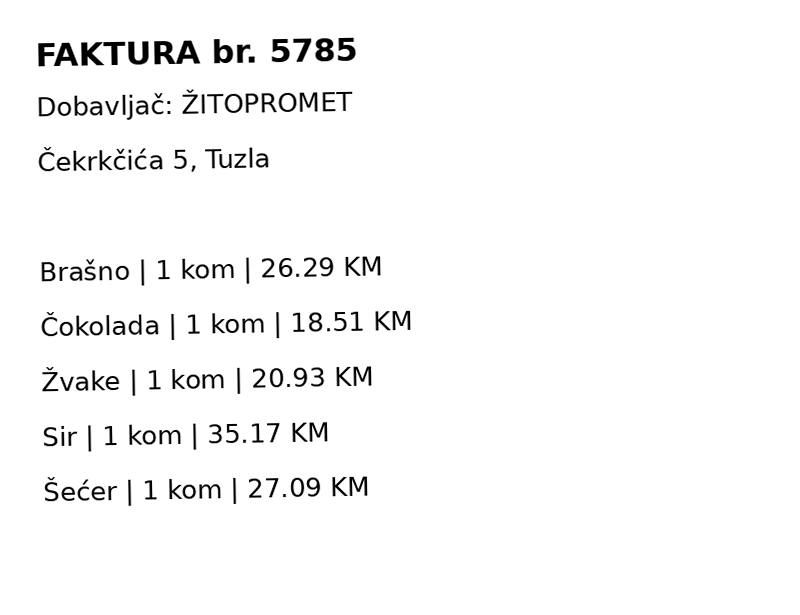 FAKTURA br. 5785
Dobavljač: ŽITOPROMET
Čekrkčića 5, Tuzla
Brašno | 1 kom | 26.29 KM
Čokolada | 1 kom | 18.51 KM
Žvake | 1 kom | 20.93 KM
Sir | 1 kom | 35.17 KM
Šećer | 1 kom | 27.09 KM